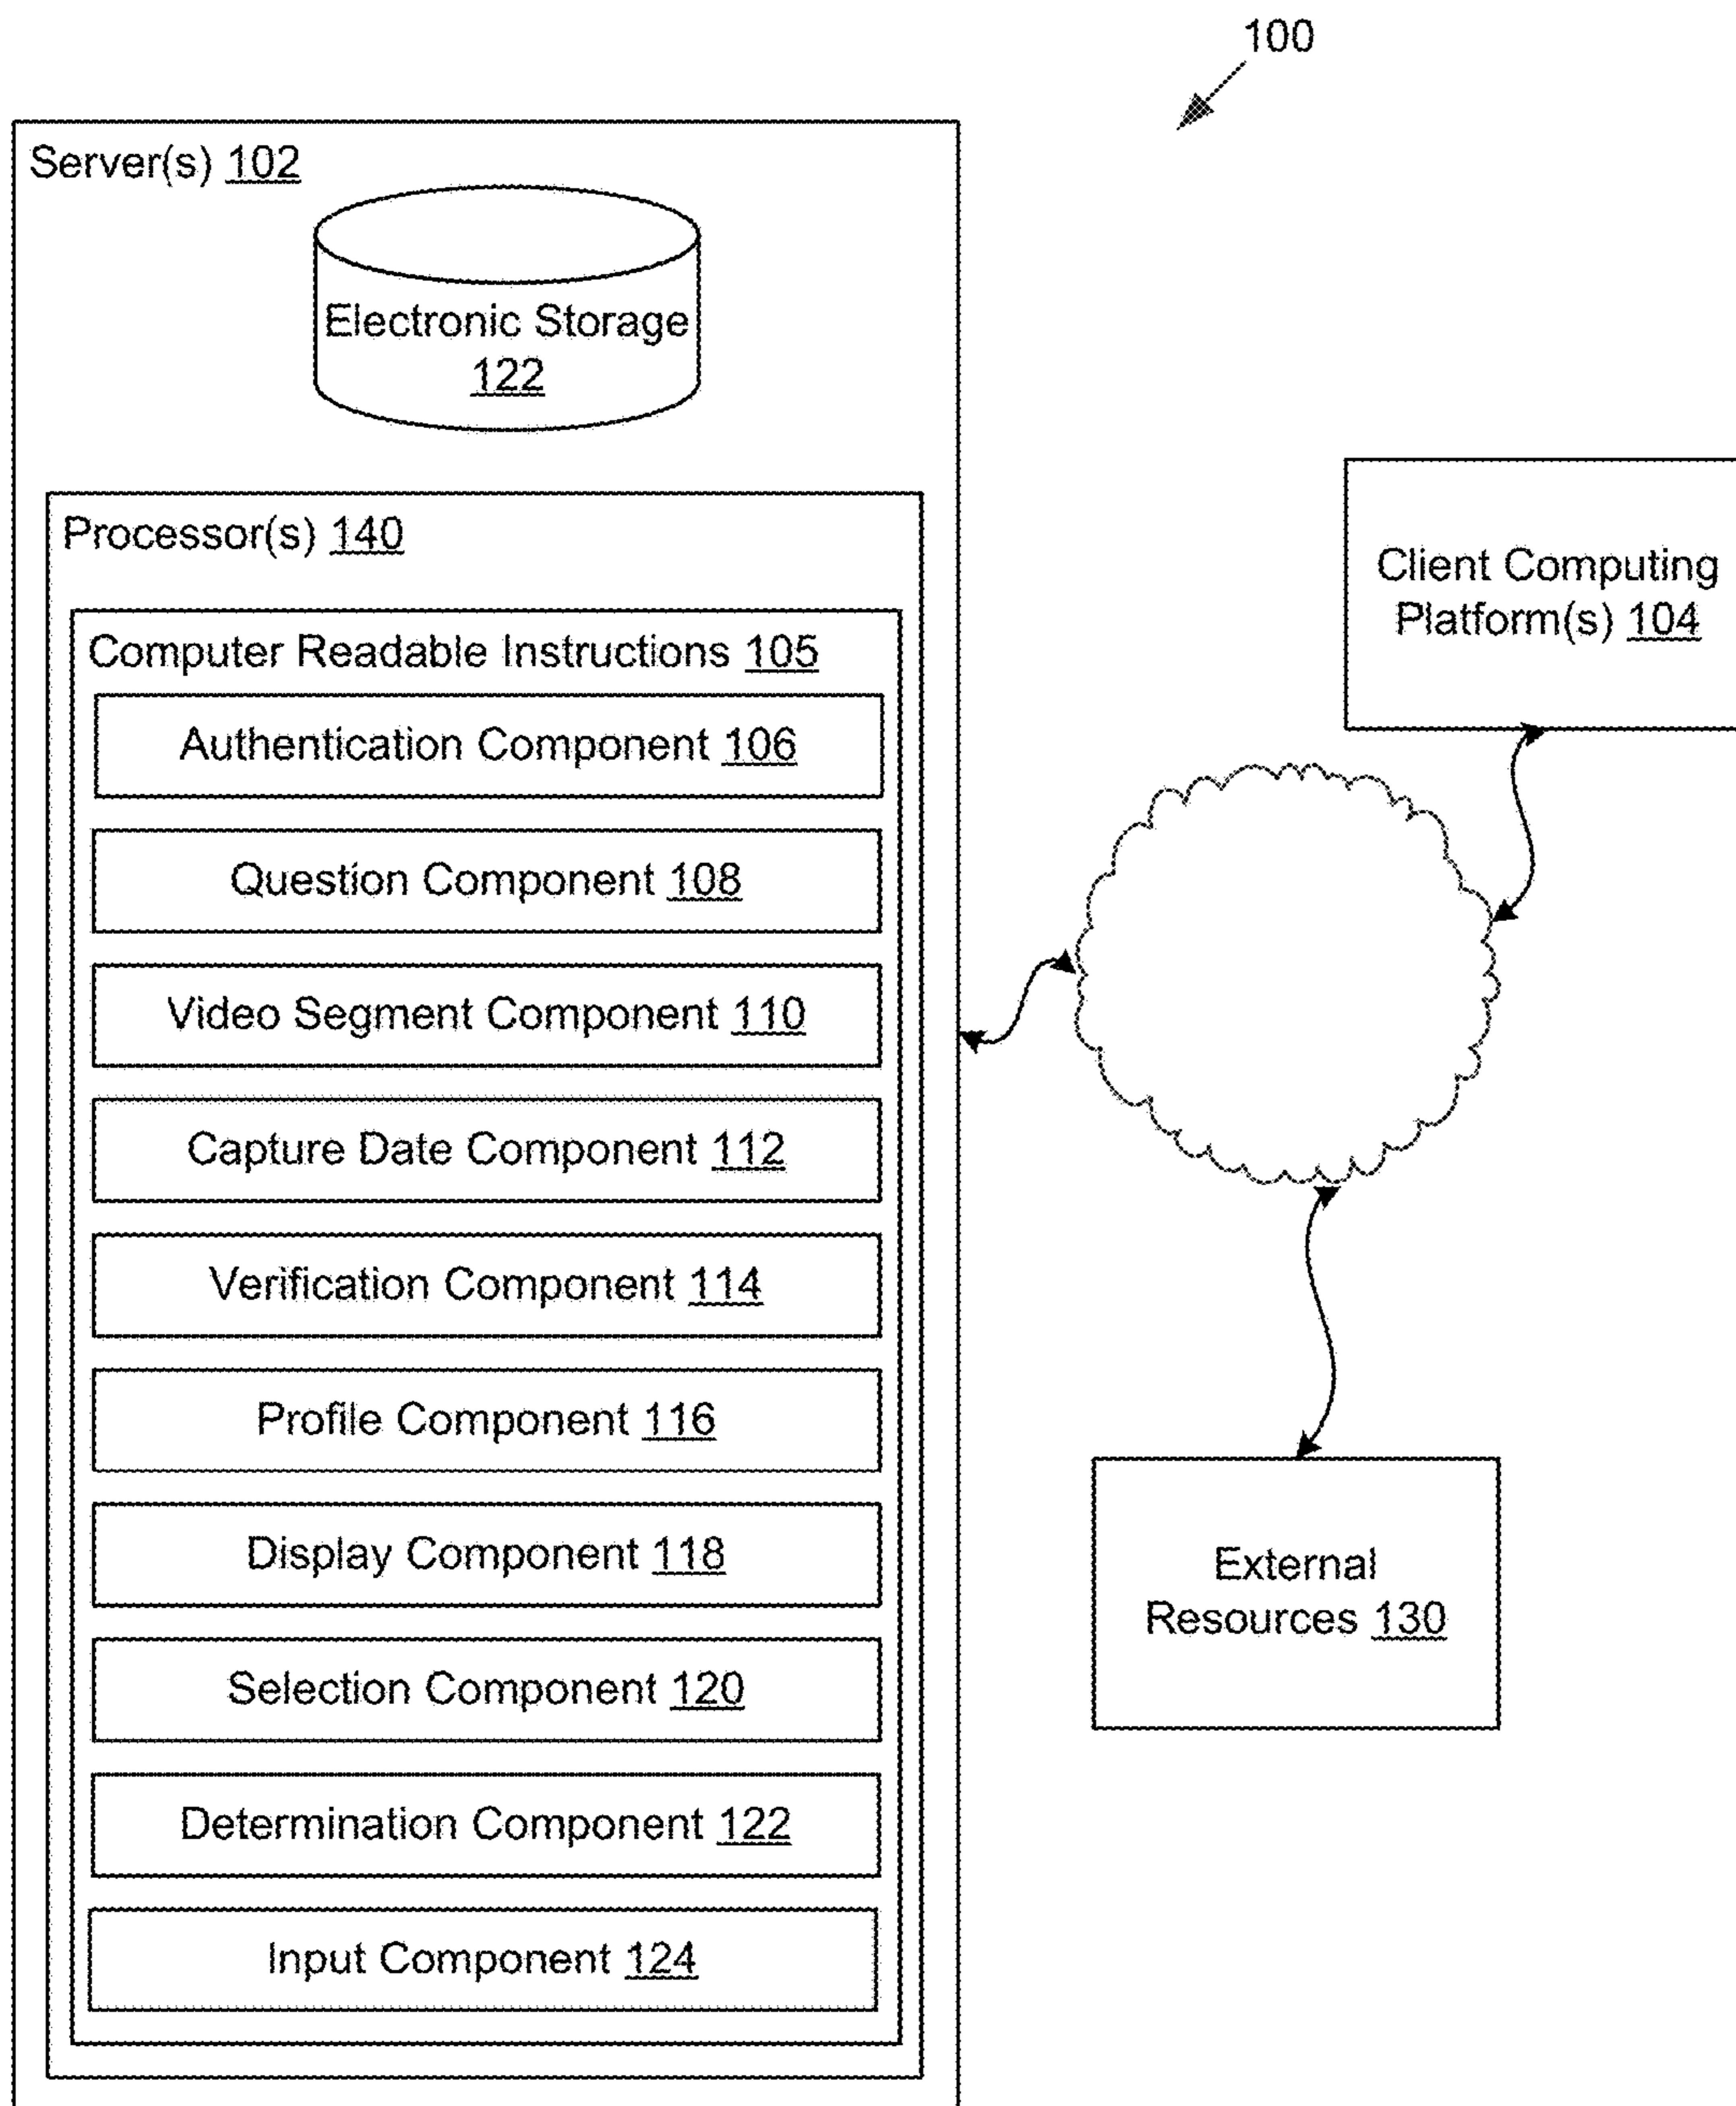 100
Server(s) 102
Electronic Storage
122
Processor(s) 140
Computer Readable Instructions 105
Authentication Component 106
Question Component 108
Video Segment Component 110
Capture Date Component 112
Verification Component 114
Profile Component 116
Display Component 118
Selection Component 120
Determination Component 122
Input Component 124
Client Computing
Platform(s) 104
External
Resources 130